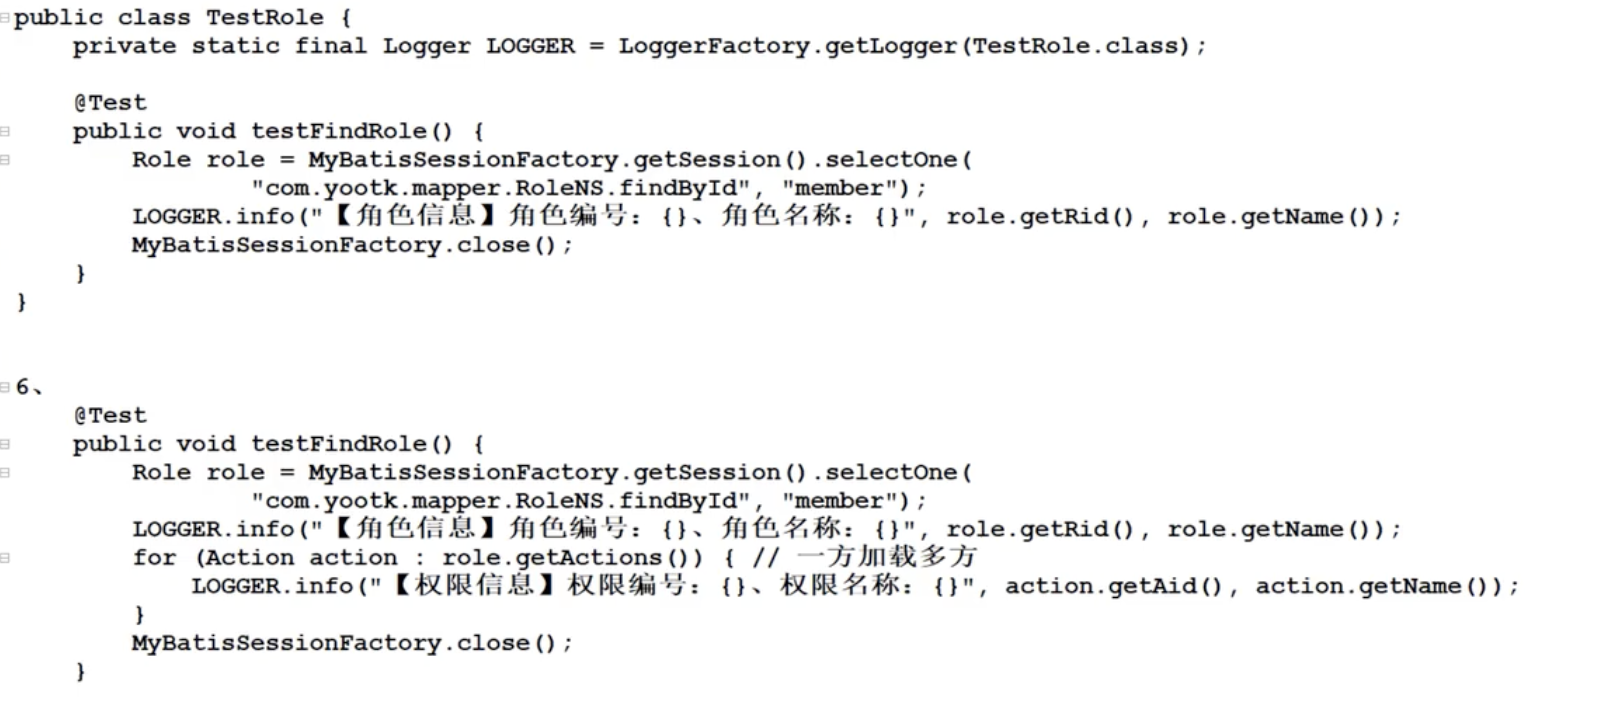 public class TestRole {
    private static final Logger LOGGER = LoggerFactory.getLogger(TestRole.class);
    @Test
    public void testFindRole() {
        Role role = MyBatisSessionFactory.getSession().selectOne(
                "com.yootk.mapper.RoleNS.findById", "member");
        LOGGER.info("【角色信息】角色编号：{}、角色名称：{}", role.getRid(), role.getName());
        MyBatisSessionFactory.close();
    }
}
6、
    @Test
    public void testFindRole() {
        Role role = MyBatisSessionFactory.getSession().selectOne(
                "com.yootk.mapper.RoleNS.findById", "member");
        LOGGER.info("【角色信息】角色编号：{}、角色名称：{}", role.getRid(), role.getName());
        for (Action action : role.getActions()) { // 一方加载多方
            LOGGER.info("【权限信息】权限编号：{}、权限名称：{}", action.getAid(), action.getName());
        }
        MyBatisSessionFactory.close();
    }